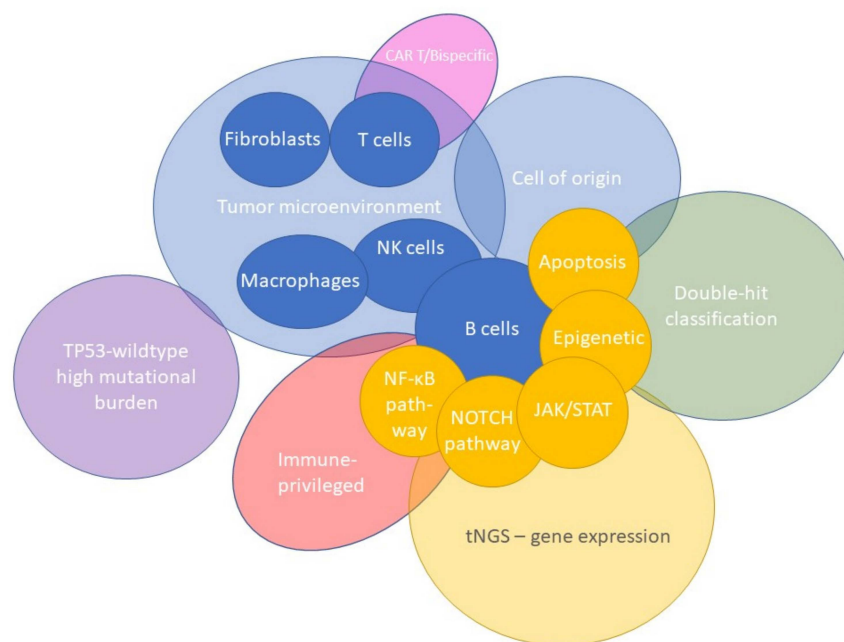 CAR T/Bispecific
Fibroblasts
T cells
Cell of origin
Tumor microenvironment
NK cells
Macrophages
Apoptosis
Double-hit
classification
B cells
Epigenetic
TP53-wildtype
high mutational
burden
NF-κB
path-
way
NOTCH
pathway
JAK/STAT
Immune-
privileged
tNGS – gene expression